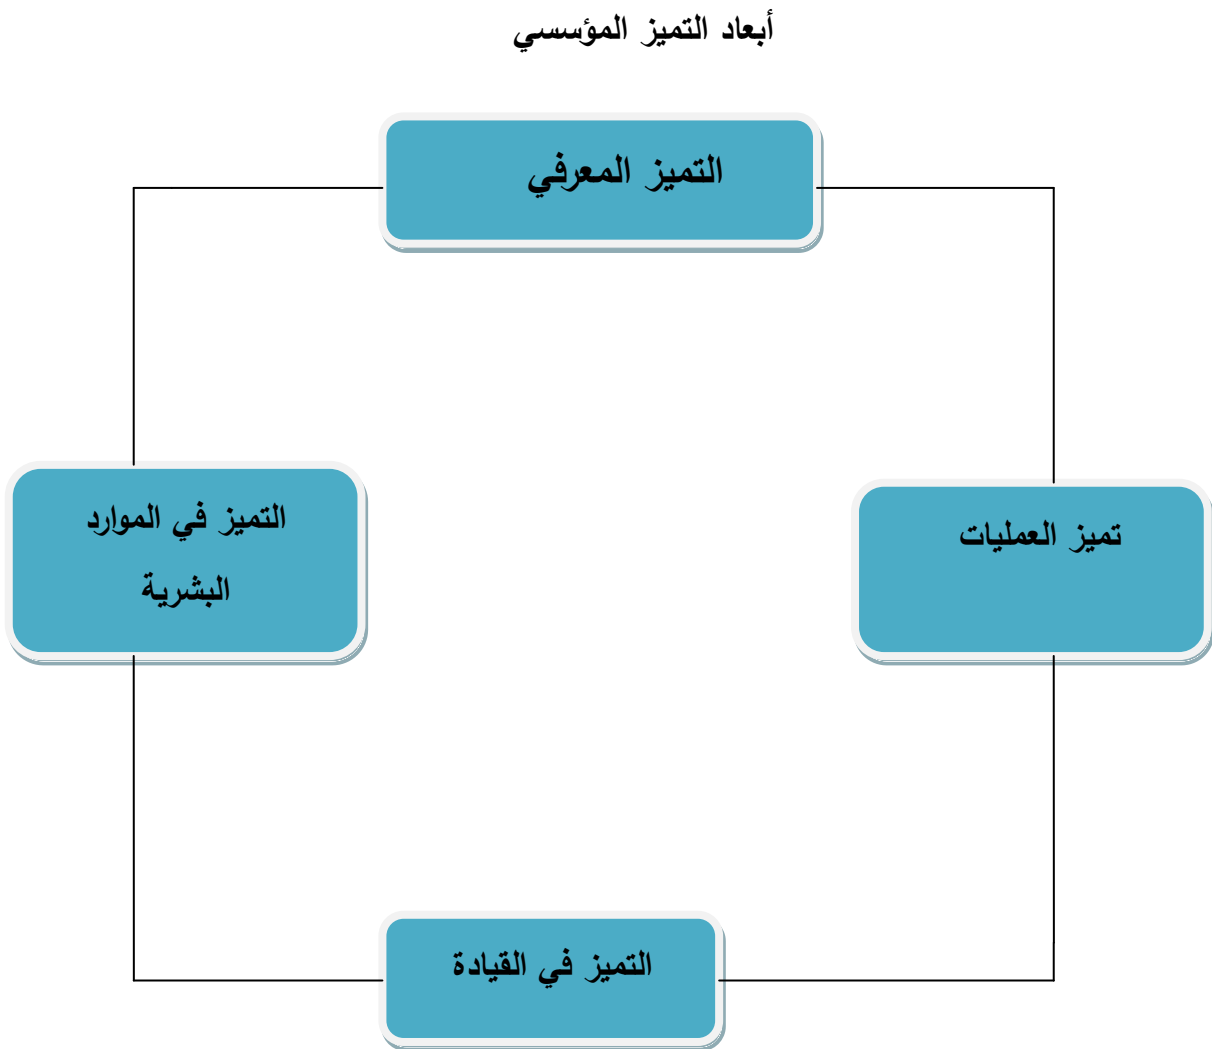 أبعاد التميز المؤسسي
التميز المعرفي
تميز العمليات
التميز في الموارد
البشرية
التميز في القيادة